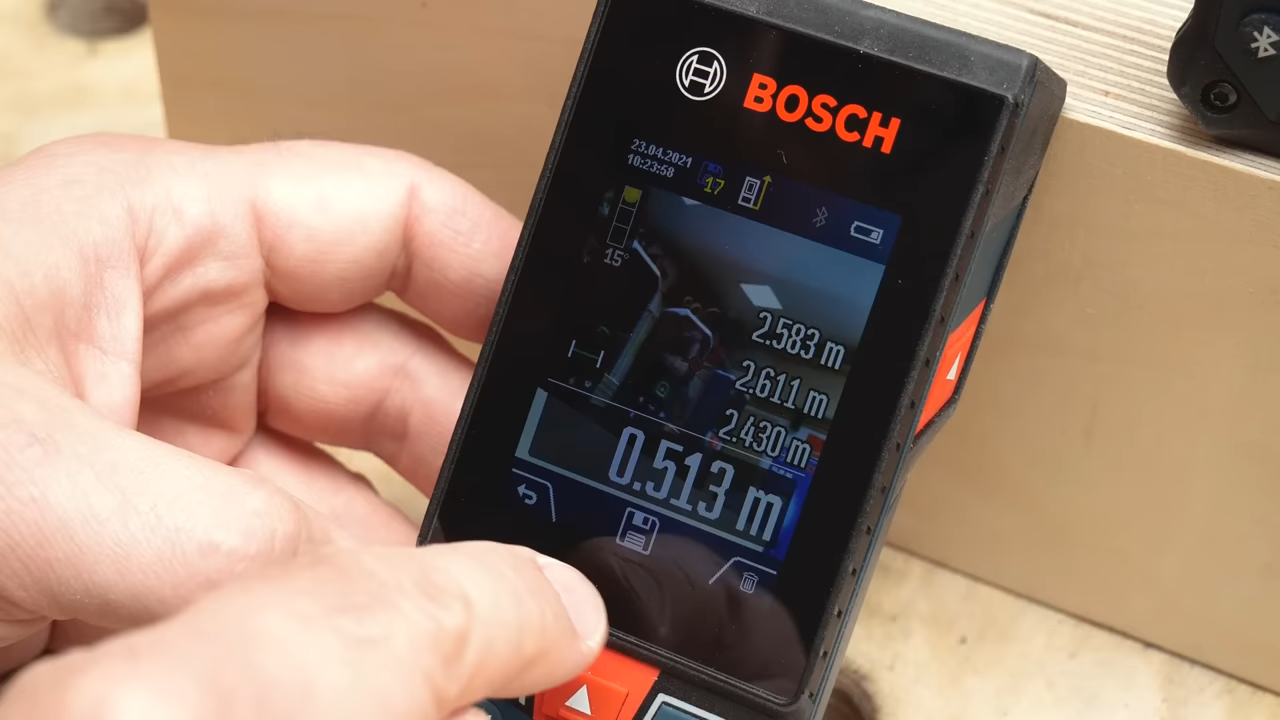 BOSCH
23.04.2021
10:23:58
17
15°
2.583 m
2.611 m
2.430 m
0.513 m